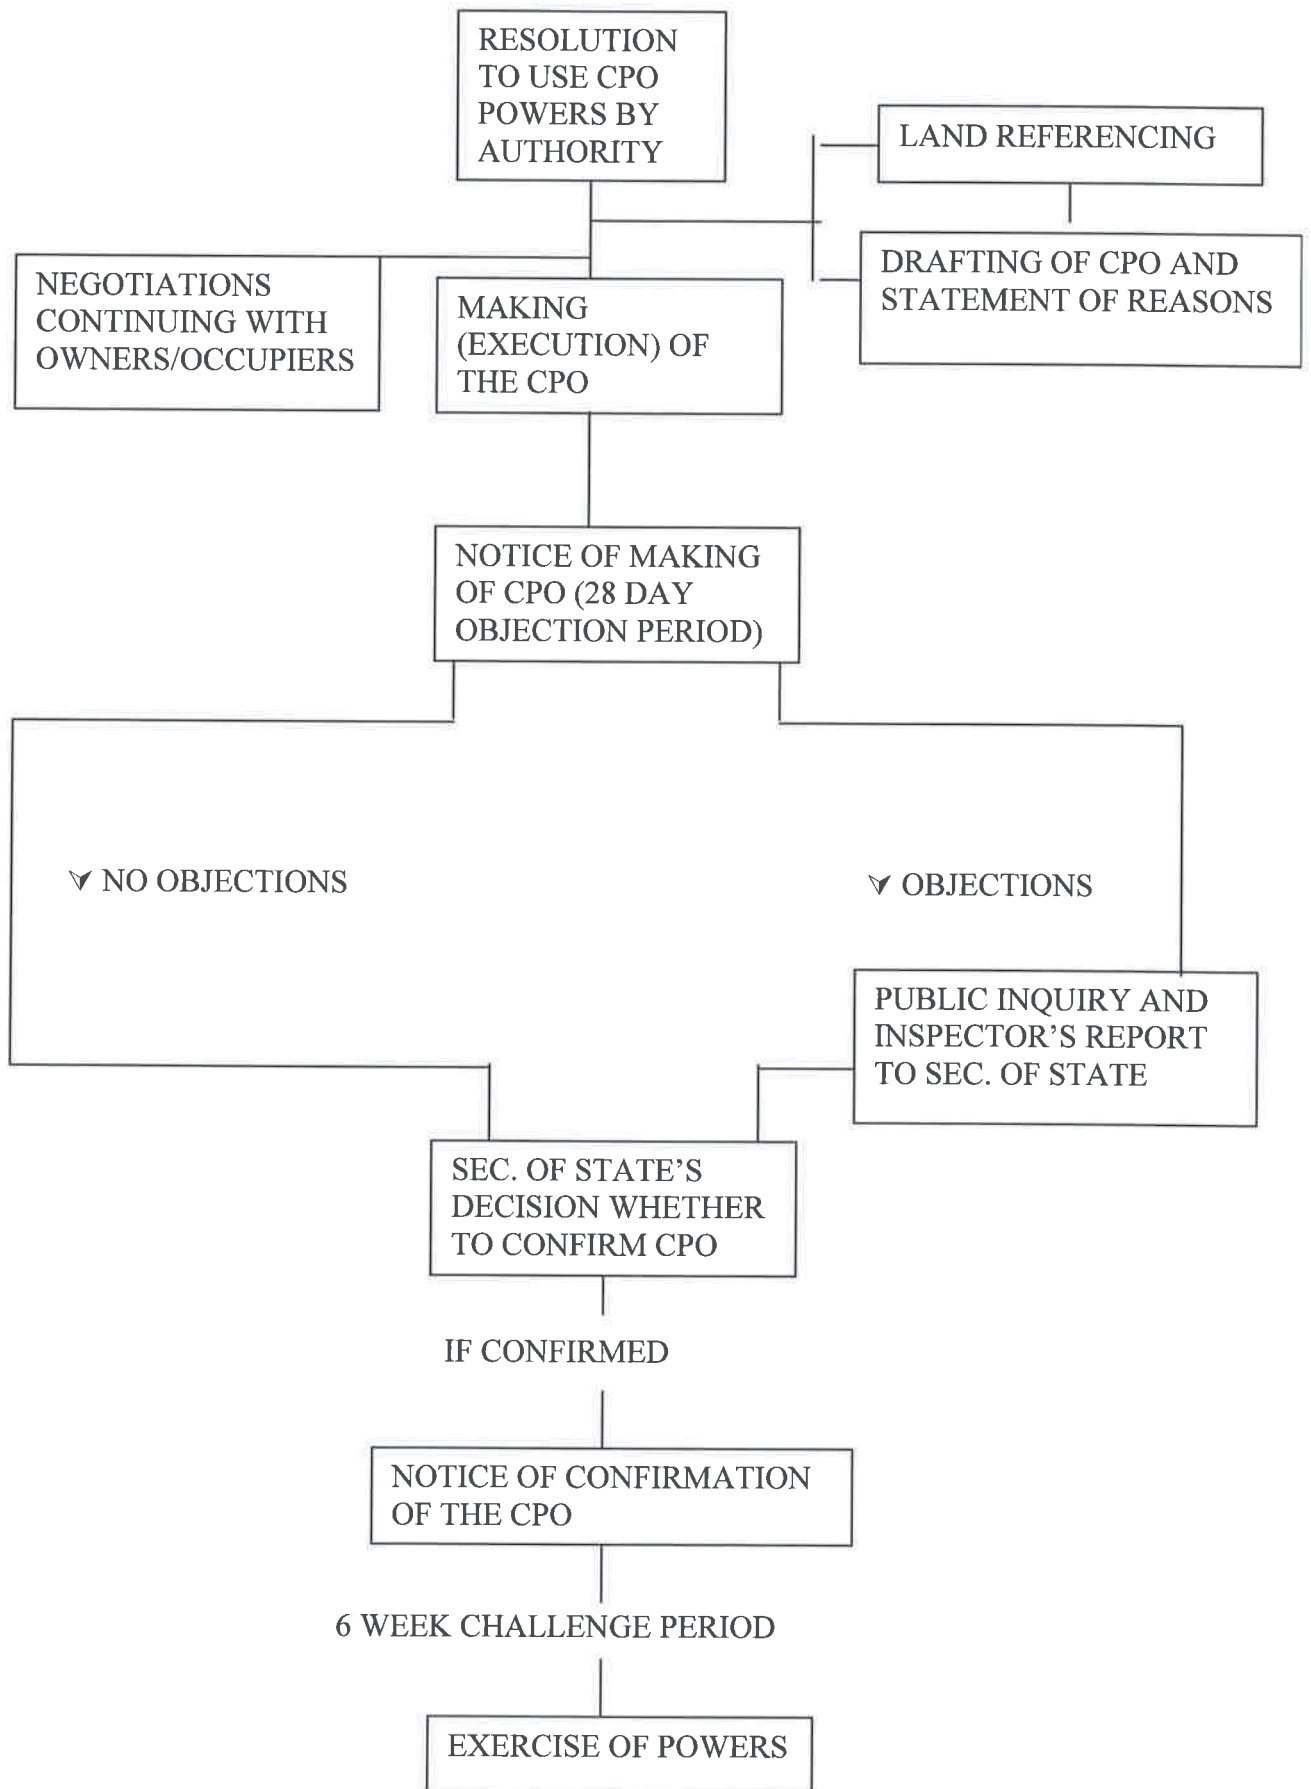 RESOLUTION
TO USE CPO
POWERS BY
AUTHORITY
LAND REFERENCING
DRAFTING OF CPO AND
STATEMENT OF REASONS
NEGOTIATIONS
CONTINUING WITH
OWNERS/OCCUPIERS
MAKING
(EXECUTION) OF
THE CPO
NOTICE OF MAKING
OF CPO (28 DAY
OBJECTION PERIOD)
NO OBJECTIONS
OBJECTIONS
PUBLIC INQUIRY AND
INSPECTOR’S REPORT
TO SEC. OF STATE
SEC. OF STATE’S
DECISION WHETHER
TO CONFIRM CPO
IF CONFIRMED
NOTICE OF CONFIRMATION
OF THE CPO
6 WEEK CHALLENGE PERIOD
EXERCISE OF POWERS